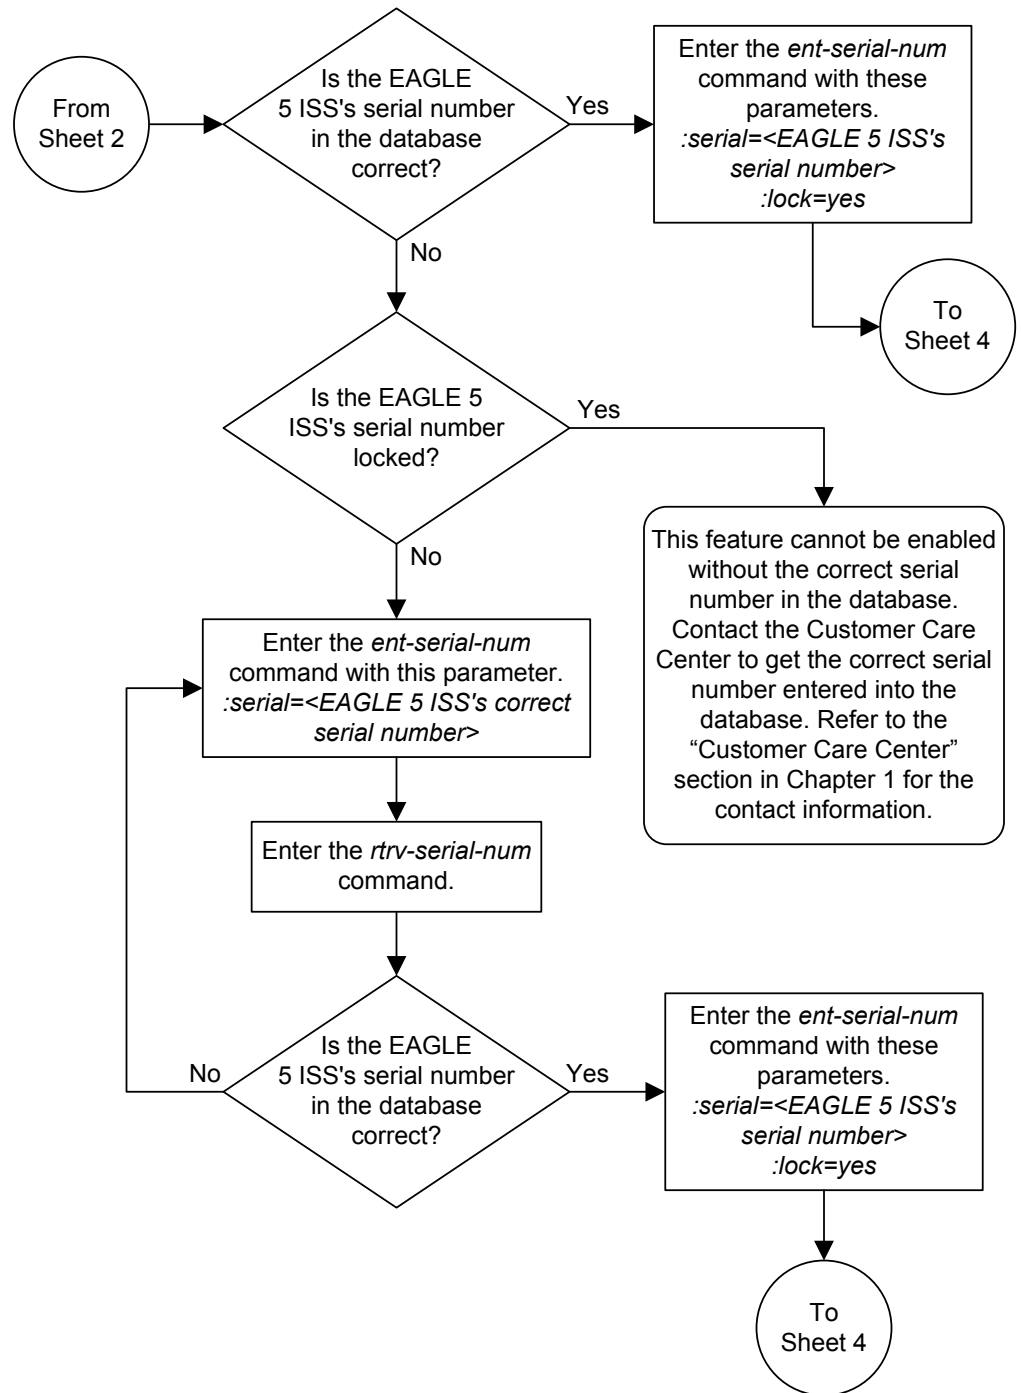 From
Sheet 2
Is the EAGLE
5 ISS's serial number
in the database
correct?
Yes
Enter the ent-serial-num
command with these
parameters.
:serial=<EAGLE 5 ISS's
serial number>
:lock=yes
No
To
Sheet 4
Is the EAGLE 5
ISS's serial number
locked?
Yes
No
This feature cannot be enabled
without the correct serial
number in the database.
Contact the Customer Care
Center to get the correct serial
number entered into the
database. Refer to the
“Customer Care Center”
section in Chapter 1 for the
contact information.
Enter the ent-serial-num
command with this parameter.
:serial=<EAGLE 5 ISS's correct
serial number>
Enter the rtrv-serial-num
command.
Is the EAGLE
5 ISS's serial number
in the database
correct?
No
Yes
Enter the ent-serial-num
command with these
parameters.
:serial=<EAGLE 5 ISS's
serial number>
:lock=yes
To
Sheet 4